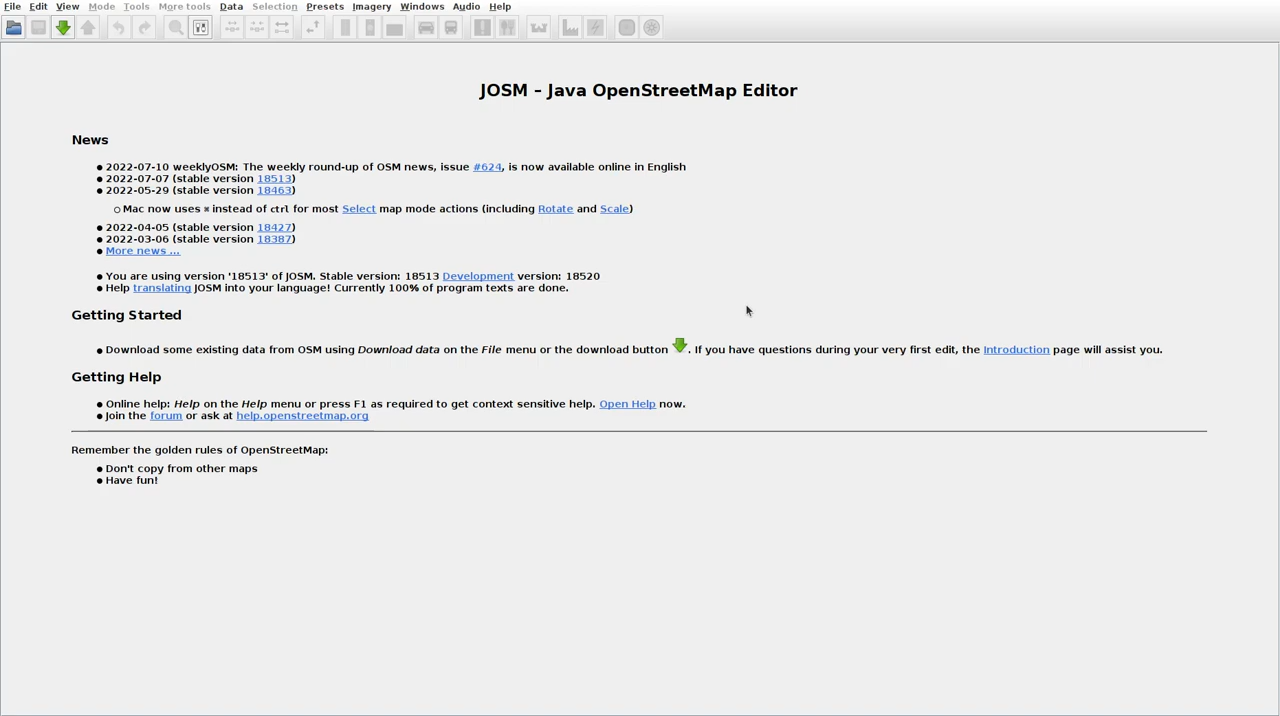 File Edit View Mode Tools More tools Data Selection Presets Imagery Windows Audio Help
JOSM – Java OpenStreetMap Editor
News
2022-07-10 weeklyOSM: The weekly round-up of OSM news, issue #624, is now available online in English
2022-07-07 (stable version 18513)
2022-05-29 (stable version 18463)
Mac now uses ⌘ instead of ctrl for most Select map mode actions (including Rotate and Scale)
2022-04-05 (stable version 18427)
2022-03-06 (stable version 18387)
More news ...
You are using version '18513' of JOSM. Stable version: 18513 Development version: 18520
Help translating JOSM into your language! Currently 100% of program texts are done.
Getting Started
Download some existing data from OSM using Download data on the File menu or the download button . If you have questions during your very first edit, the Introduction page will assist you.
Getting Help
Online help: Help on the Help menu or press F1 as required to get context sensitive help. Open Help now.
Join the forum or ask at help.openstreetmap.org
Remember the golden rules of OpenStreetMap:
Don't copy from other maps
Have fun!